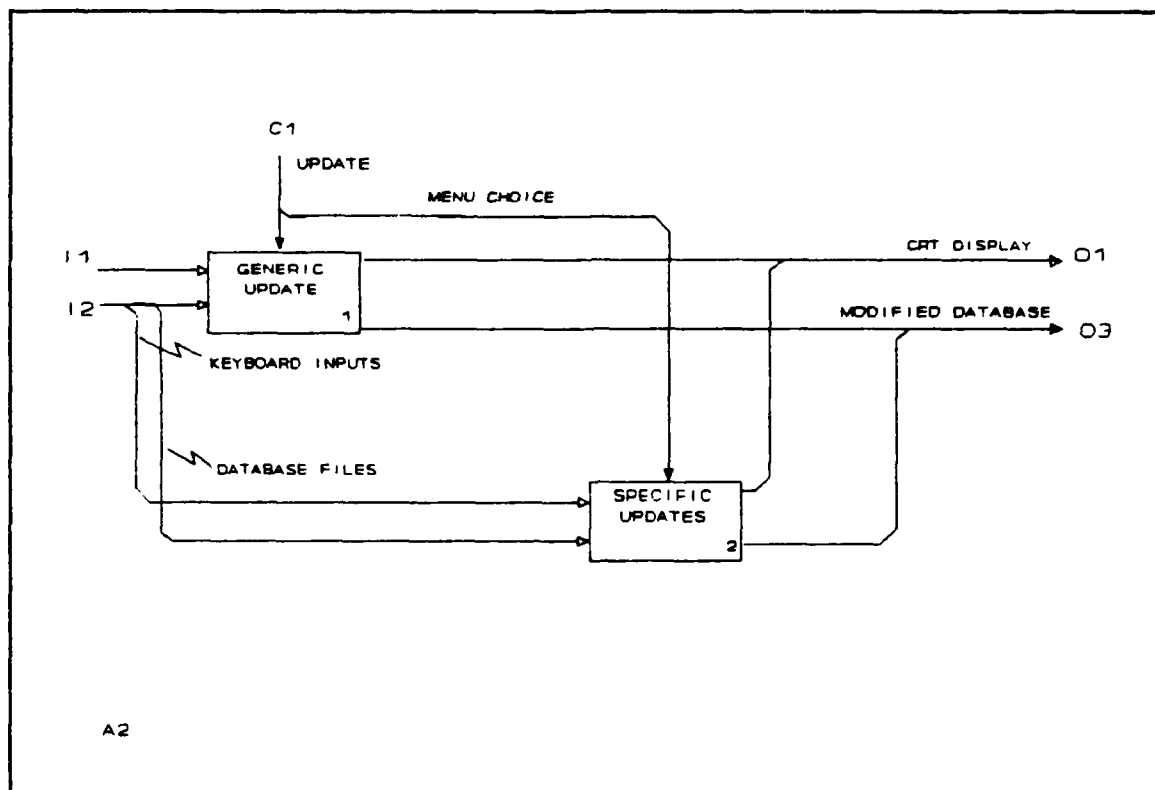 C1
UPDATE
MENU CHOICE
I1
GENERIC
UPDATE
1
CRT DISPLAY
O1
I2
MODIFIED DATABASE
O3
KEYBOARD INPUTS
DATABASE FILES
SPECIFIC
UPDATES
2
A2